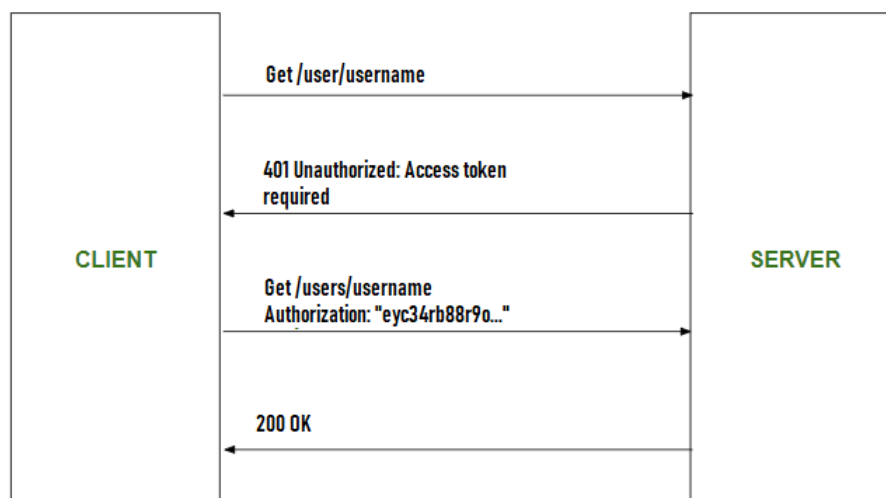 Get /user/username
401 Unauthorized: Access token
required
CLIENT
SERVER
Get /users/username
Authorization: "eyc34rb88r9o..."
200 OK